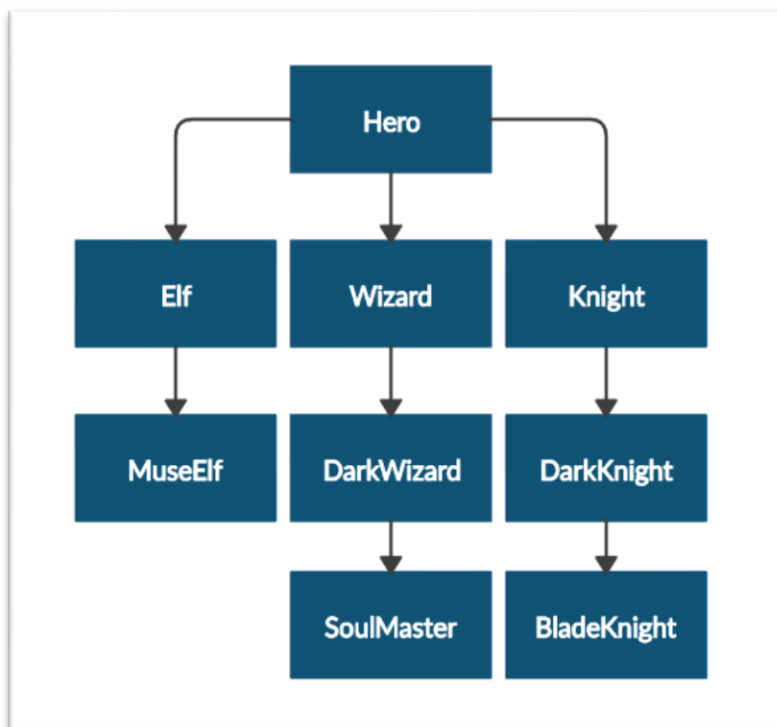 Hero
Elf
Wizard
Knight
MuseElf
DarkWizard
DarkKnight
SoulMaster
BladeKnight